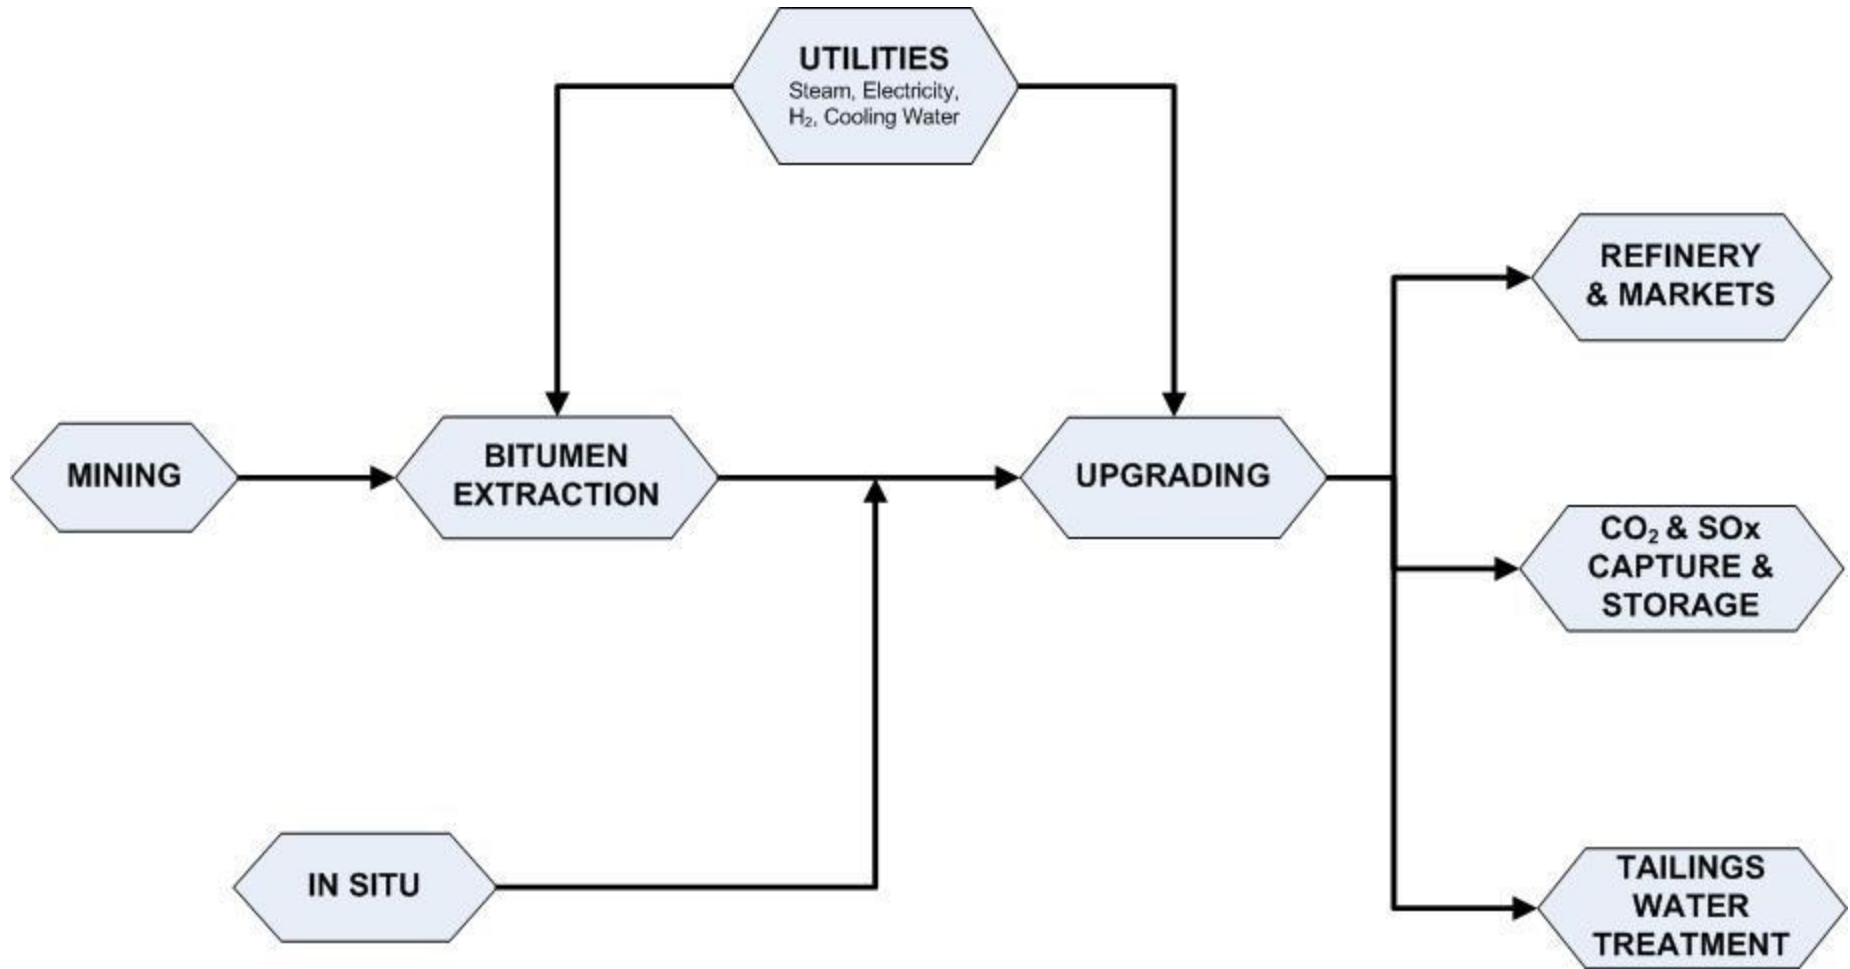 UTILITIES
Steam, Electricity,
H₂, Cooling Water
REFINERY
& MARKETS
MINING
BITUMEN
EXTRACTION
UPGRADING
CO₂ & SOx
CAPTURE &
STORAGE
IN SITU
TAILINGS
WATER
TREATMENT